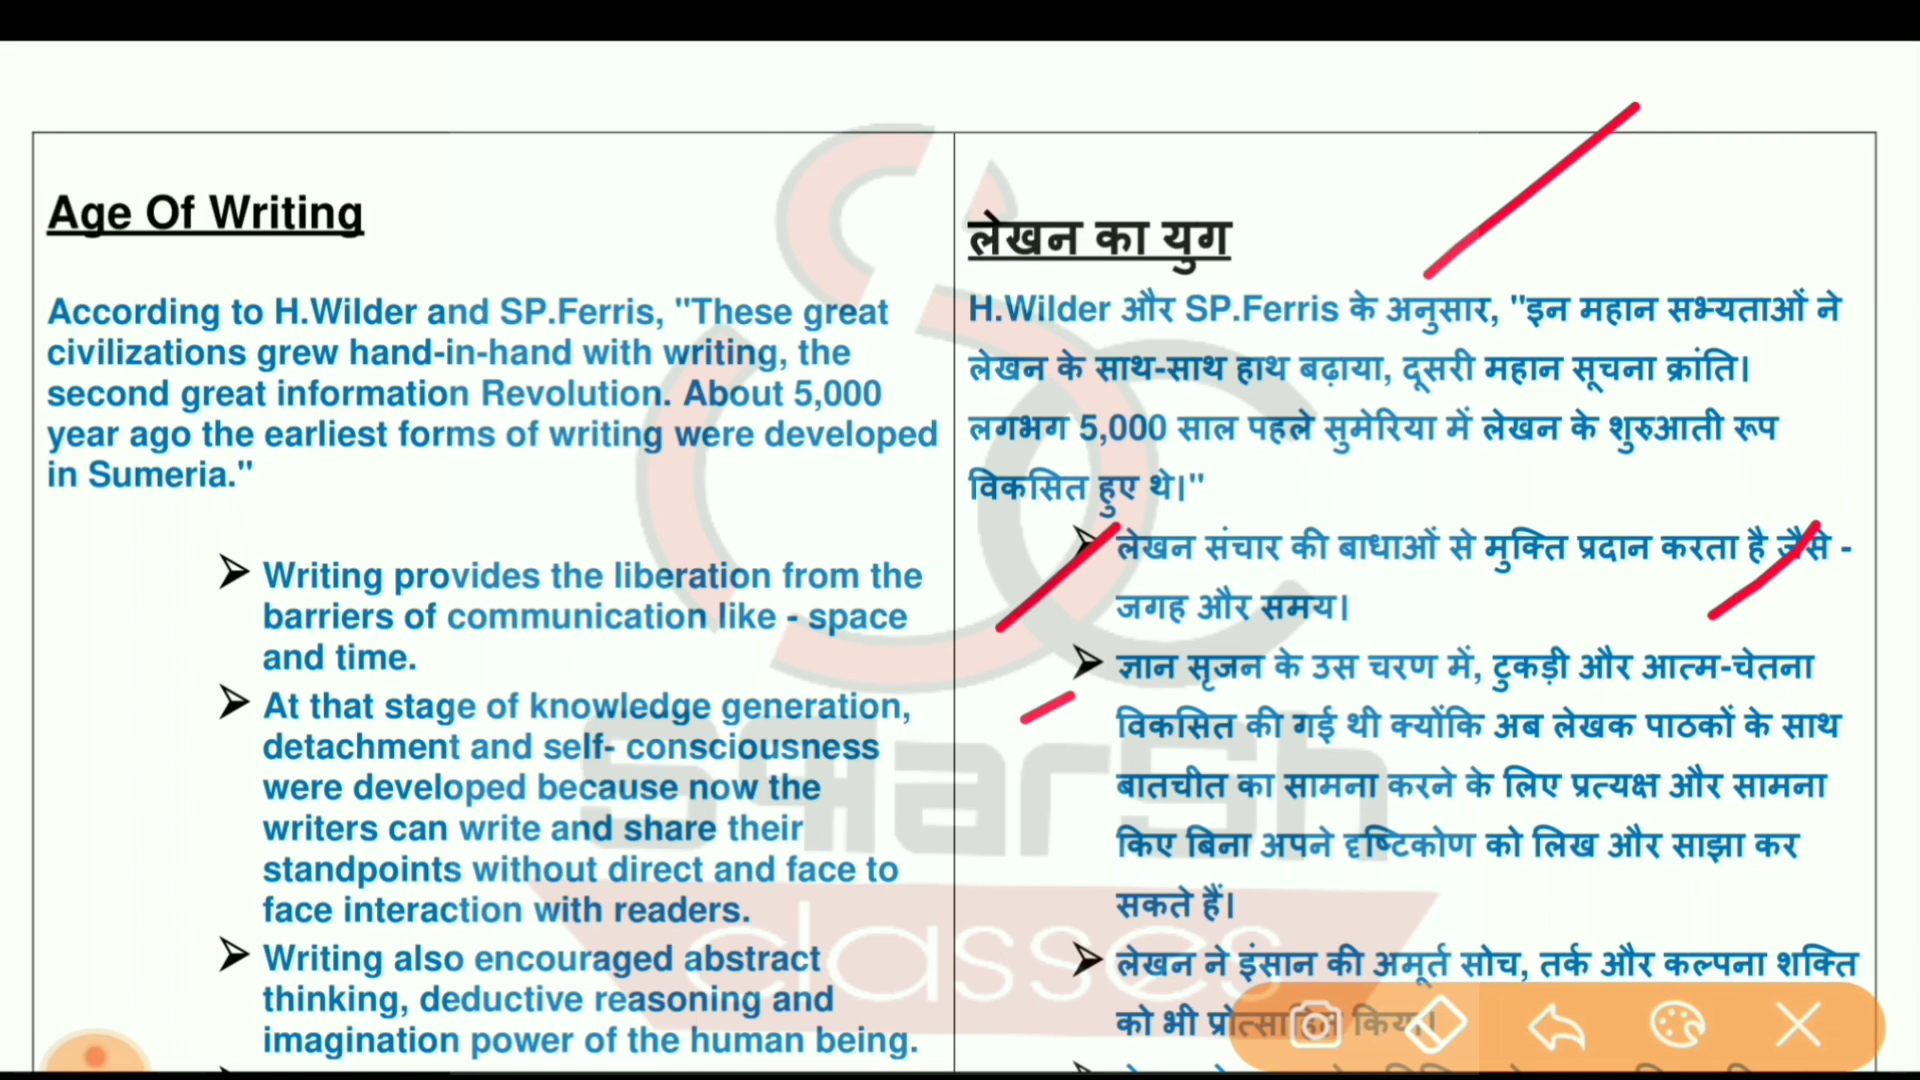 Age Of Writing
According to H.Wilder and SP.Ferris, "These great
civilizations grew hand-in-hand with writing, the
second great information Revolution. About 5,000
year ago the earliest forms of writing were developed
in Sumeria."
Writing provides the liberation from the
barriers of communication like - space
and time.
At that stage of knowledge generation,
detachment and self- consciousness
were developed because now the
writers can write and share their
standpoints without direct and face to
face interaction with readers.
Writing also encouraged abstract
thinking, deductive reasoning and
imagination power of the human being.
लेखन का युग
H.Wilder और SP.Ferris के अनुसार, "इन महान सभ्यताओं ने
लेखन के साथ-साथ हाथ बढ़ाया, दूसरी महान सूचना क्रांति।
लगभग 5,000 साल पहले सुमेरिया में लेखन के शुरुआती रूप
विकसित हुए थे।"
लेखन संचार की बाधाओं से मुक्ति प्रदान करता है जैसे -
जगह और समय।
ज्ञान सृजन के उस चरण में, टुकड़ी और आत्म-चेतना
विकसित की गई थी क्योंकि अब लेखक पाठकों के साथ
बातचीत का सामना करने के लिए प्रत्यक्ष और सामना
किए बिना अपने दृष्टिकोण को लिख और साझा कर
सकते हैं।
लेखन ने इंसान की अमूर्त सोच, तर्क और कल्पना शक्ति
को भी प्रोत्साहित किया।
Sparsh
classes